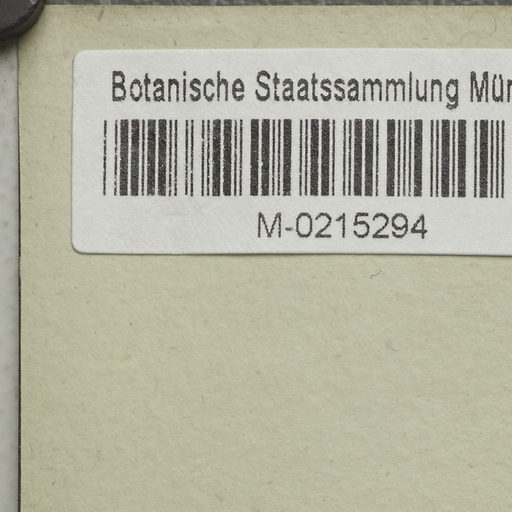 Botanische Staatssammlung Mün
M-0215294